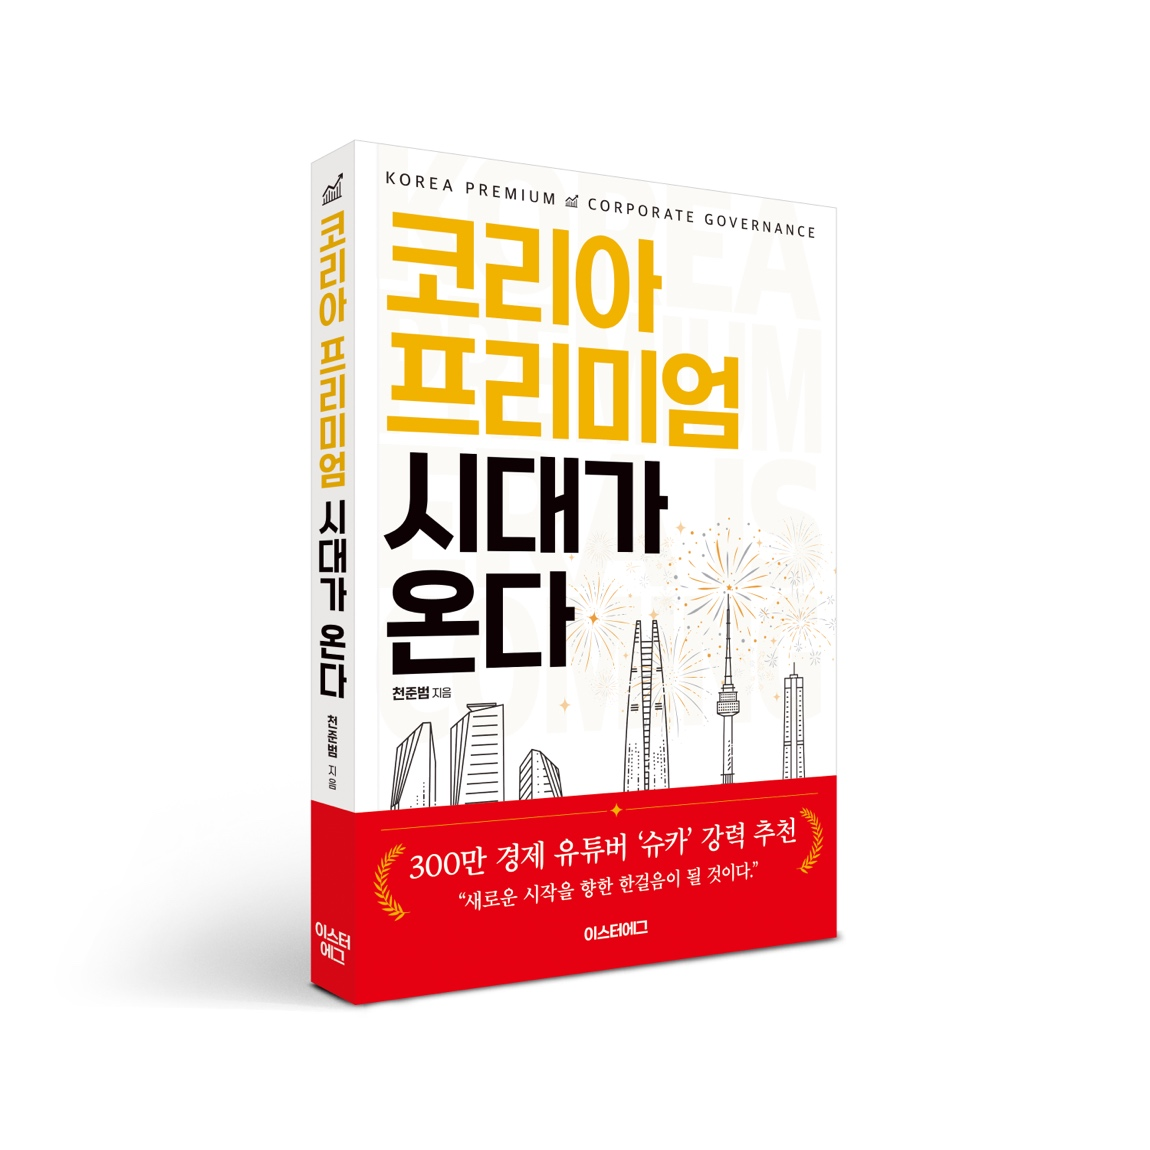 코리아 프리미엄 시대가 온다
천준범 지음
이스터
에그
KOREA PREMIUM CORPORATE GOVERNANCE
KOREA
코리아
프리미엄
시대가
온다
천준범 지음
300만 경제 유튜버 ‘슈카’ 강력 추천
“새로운 시작을 향한 한걸음이 될 것이다.”
이스터에그